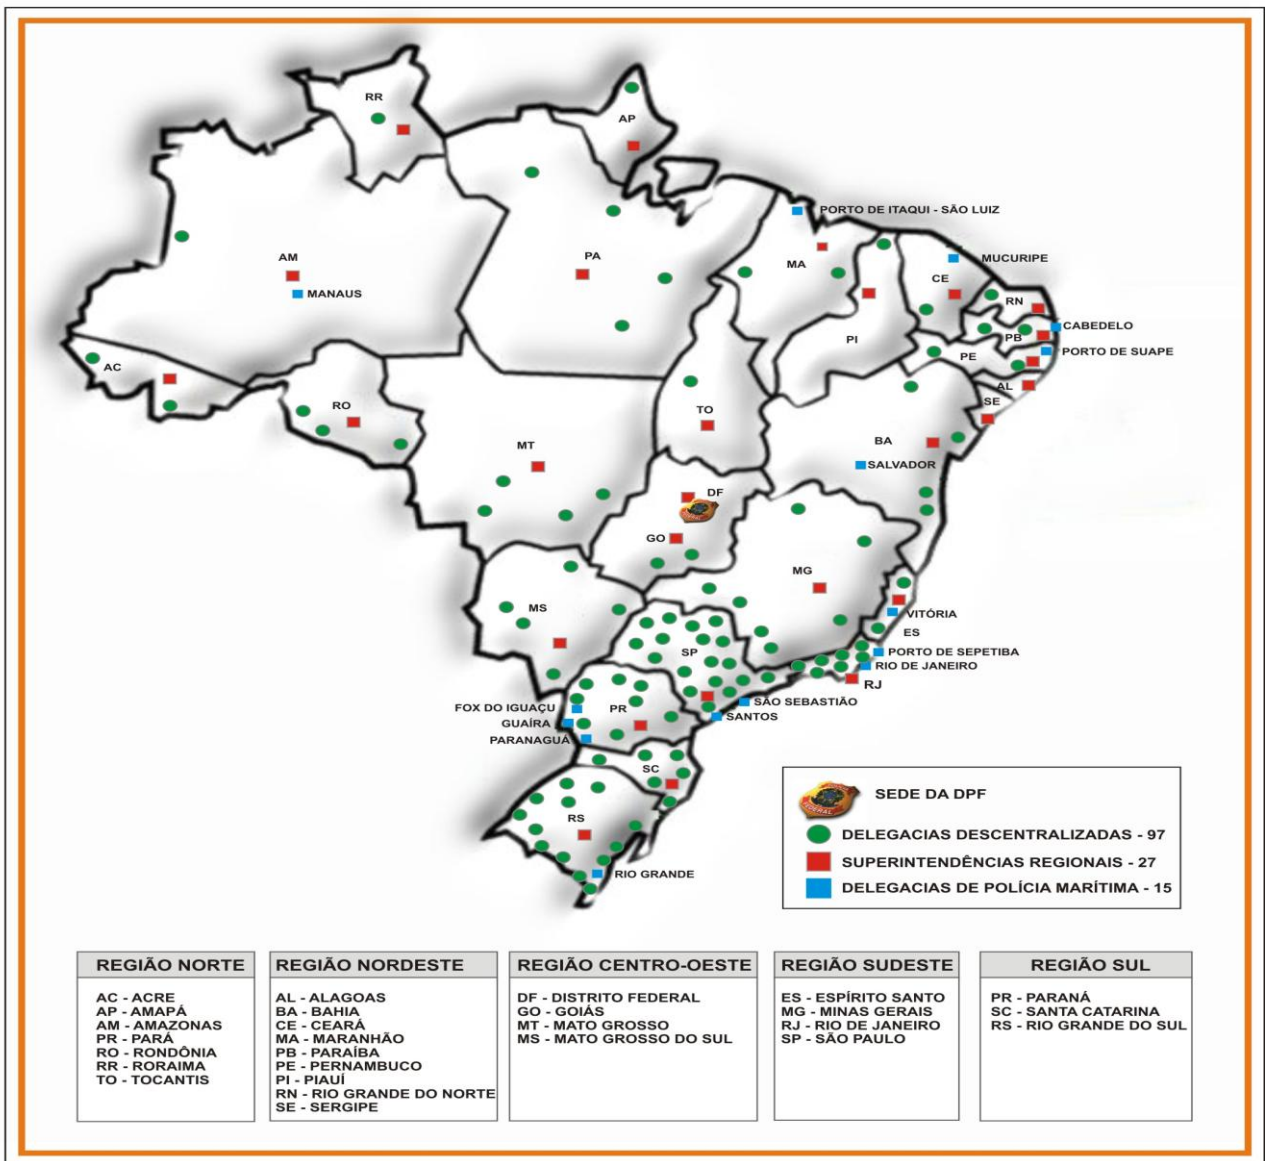 RR
AP
PORTO DE ITAQUI - SÃO LUIZ
AM
PA
MA
CE
MUCURIPE
MANAUS
RN
CABEDELO
PB
PI
PE
PORTO DE SUAPE
AC
AL
RO
TO
SE
MT
BA
SALVADOR
DF
GO
MG
MS
VITÓRIA
ES
SP
PORTO DE SEPETIBA
RIO DE JANEIRO
RJ
FOX DO IGUAÇU
PR
SÃO SEBASTIÃO
GUAÍRA
SANTOS
PARANAGUÁ
SC
RS
RIO GRANDE
FEDERAL
SEDE DA DPF
DELEGACIAS DESCENTRALIZADAS - 97
SUPERINTENDÊNCIAS REGIONAIS - 27
DELEGACIAS DE POLÍCIA MARÍTIMA - 15
REGIÃO NORTE
AC - ACRE
AP - AMAPÁ
AM - AMAZONAS
PR - PARÁ
RO - RONDÔNIA
RR - RORAIMA
TO - TOCANTIS
REGIÃO NORDESTE
AL - ALAGOAS
BA - BAHIA
CE - CEARÁ
MA - MARANHÃO
PB - PARAÍBA
PE - PERNAMBUCO
PI - PIAUÍ
RN - RIO GRANDE DO NORTE
SE - SERGIPE
REGIÃO CENTRO-OESTE
DF - DISTRITO FEDERAL
GO - GOIÁS
MT - MATO GROSSO
MS - MATO GROSSO DO SUL
REGIÃO SUDESTE
ES - ESPÍRITO SANTO
MG - MINAS GERAIS
RJ - RIO DE JANEIRO
SP - SÃO PAULO
REGIÃO SUL
PR - PARANÁ
SC - SANTA CATARINA
RS - RIO GRANDE DO SUL